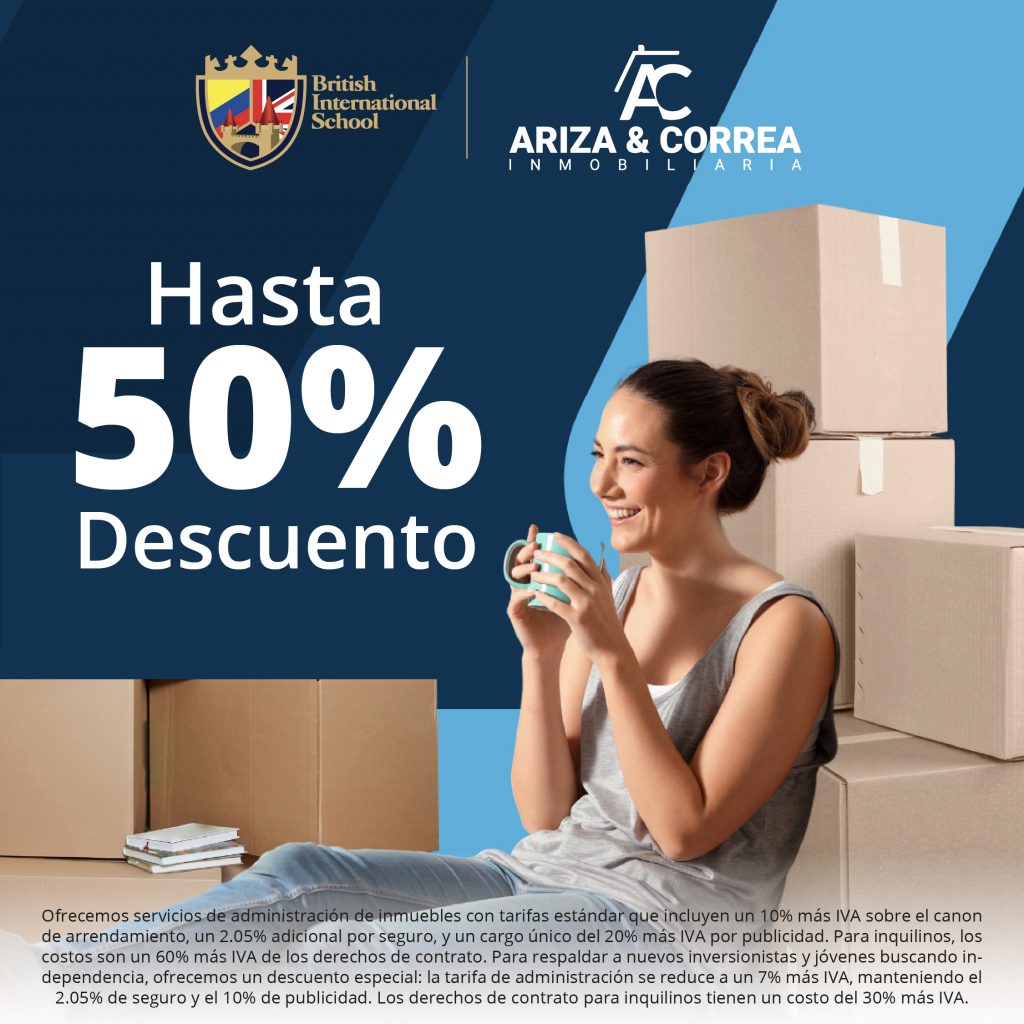 British
International
School
AC
ARIZA & CORREA
INMOBILIARIA
Hasta
50%
Descuento
Ofrecemos servicios de administración de inmuebles con tarifas estándar que incluyen un 10% más IVA sobre el canon
de arrendamiento, un 2.05% adicional por seguro, y un cargo único del 20% más IVA por publicidad. Para inquilinos, los
costos son un 60% más IVA de los derechos de contrato. Para respaldar a nuevos inversionistas y jóvenes buscando in-
dependencia, ofrecemos un descuento especial: la tarifa de administración se reduce a un 7% más IVA, manteniendo el
2.05% de seguro y el 10% de publicidad. Los derechos de contrato para inquilinos tienen un costo del 30% más IVA.